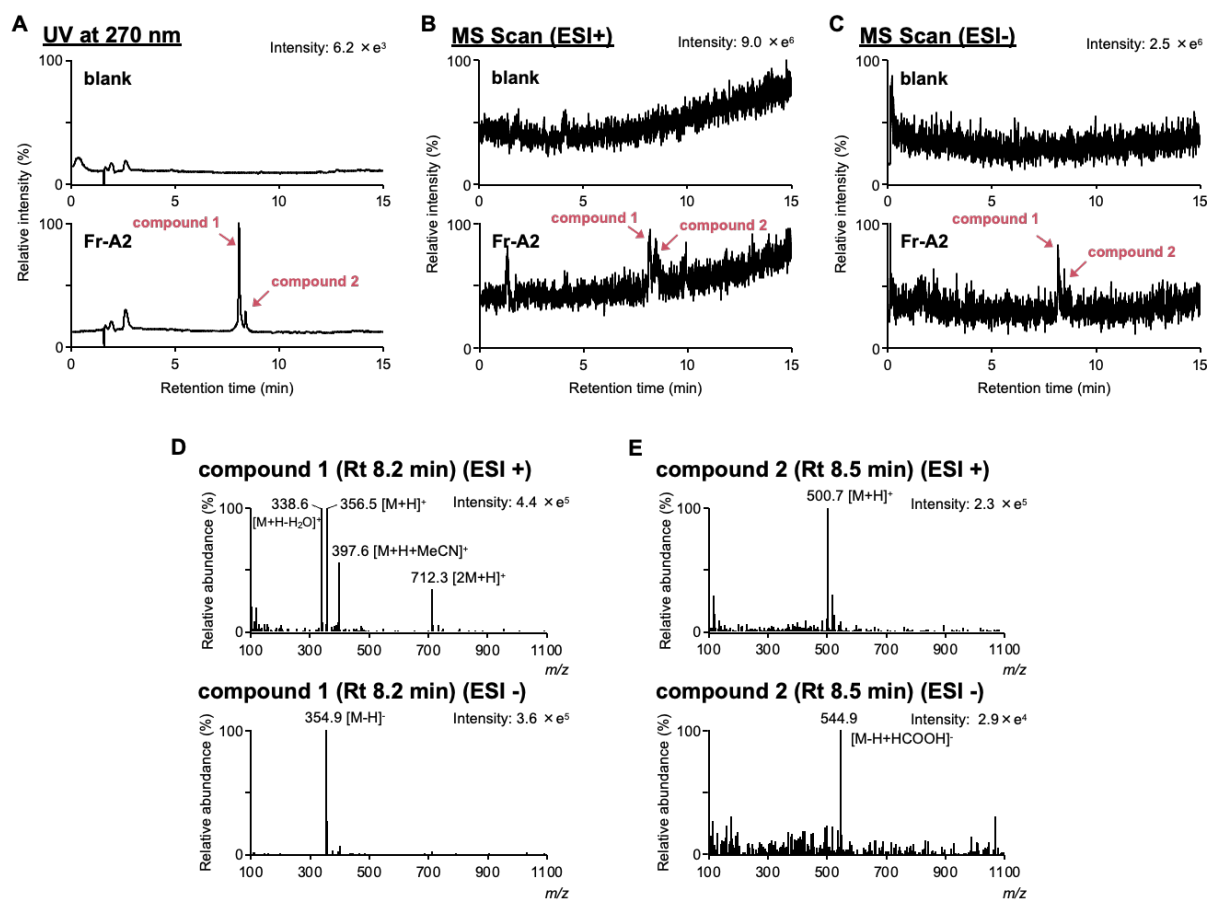 A
UV at 270 nm
Intensity: 6.2 × e³
blank
100
0
0 5 10 15
Fr-A2
100
compound 1
compound 2
0
0 5 10 15
Retention time (min)
Relative intensity (%)
B
MS Scan (ESI+)
Intensity: 9.0 × e⁶
blank
100
0
0 5 10 15
100
compound 1
compound 2
Fr-A2
0
0 5 10 15
Retention time (min)
Relative intensity (%)
C
MS Scan (ESI-)
Intensity: 2.5 × e⁶
blank
100
0
0 5 10 15
100
compound 1
Fr-A2
compound 2
0
0 5 10 15
Retention time (min)
Relative intensity (%)
D
compound 1 (Rt 8.2 min) (ESI +)
Intensity: 4.4 × e⁵
100
338.6
[M+H-H₂O]⁺
356.5 [M+H]⁺
397.6 [M+H+MeCN]⁺
712.3 [2M+H]⁺
0
100 300 500 700 900 1100
m/z
Relative abundance (%)
compound 1 (Rt 8.2 min) (ESI -)
354.9 [M-H]⁻
Intensity: 3.6 × e⁵
100
0
100 300 500 700 900 1100
m/z
Relative abundance (%)
E
compound 2 (Rt 8.5 min) (ESI +)
500.7 [M+H]⁺
Intensity: 2.3 × e⁵
100
0
100 300 500 700 900 1100
m/z
Relative abundance (%)
compound 2 (Rt 8.5 min) (ESI -)
544.9
[M-H+HCOOH]⁻
Intensity: 2.9 × e⁴
100
0
100 300 500 700 900 1100
m/z
Relative abundance (%)